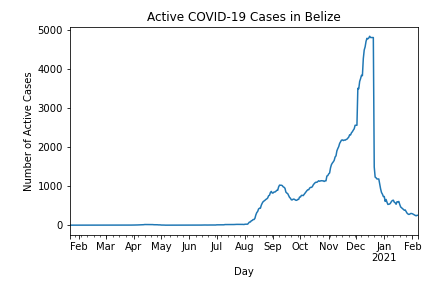 Active COVID-19 Cases in Belize
Number of Active Cases
5000
4000
3000
2000
1000
0
Feb Mar Apr May Jun Jul Aug Sep Oct Nov Dec Jan Feb
2021
Day